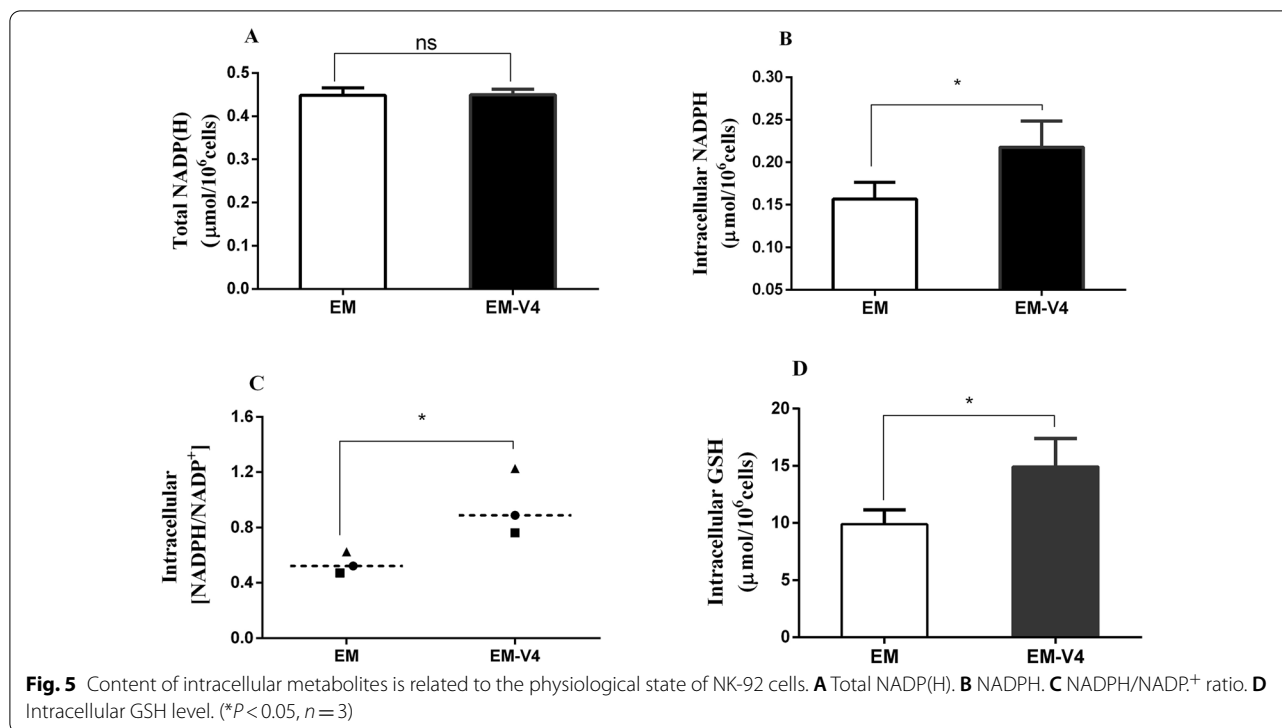 A
ns
Total NADP(H)
(μmol/10⁶cells)
0.5
0.4
0.3
0.2
0.1
0.0
EM
EM-V4
B
*
Intracellular NADPH
(μmol/10⁶cells)
0.30
0.25
0.20
0.15
0.10
0.05
EM
EM-V4
C
*
Intracellular
[NADPH/NADP⁺]
1.6
1.2
0.8
0.4
0.0
EM
EM-V4
D
*
Intracellular GSH
(μmol/10⁶cells)
20
15
10
5
0
EM
EM-V4
Fig. 5 Content of intracellular metabolites is related to the physiological state of NK-92 cells. A Total NADP(H). B NADPH. C NADPH/NADP.⁺ ratio. D
Intracellular GSH level. (*P < 0.05, n = 3)